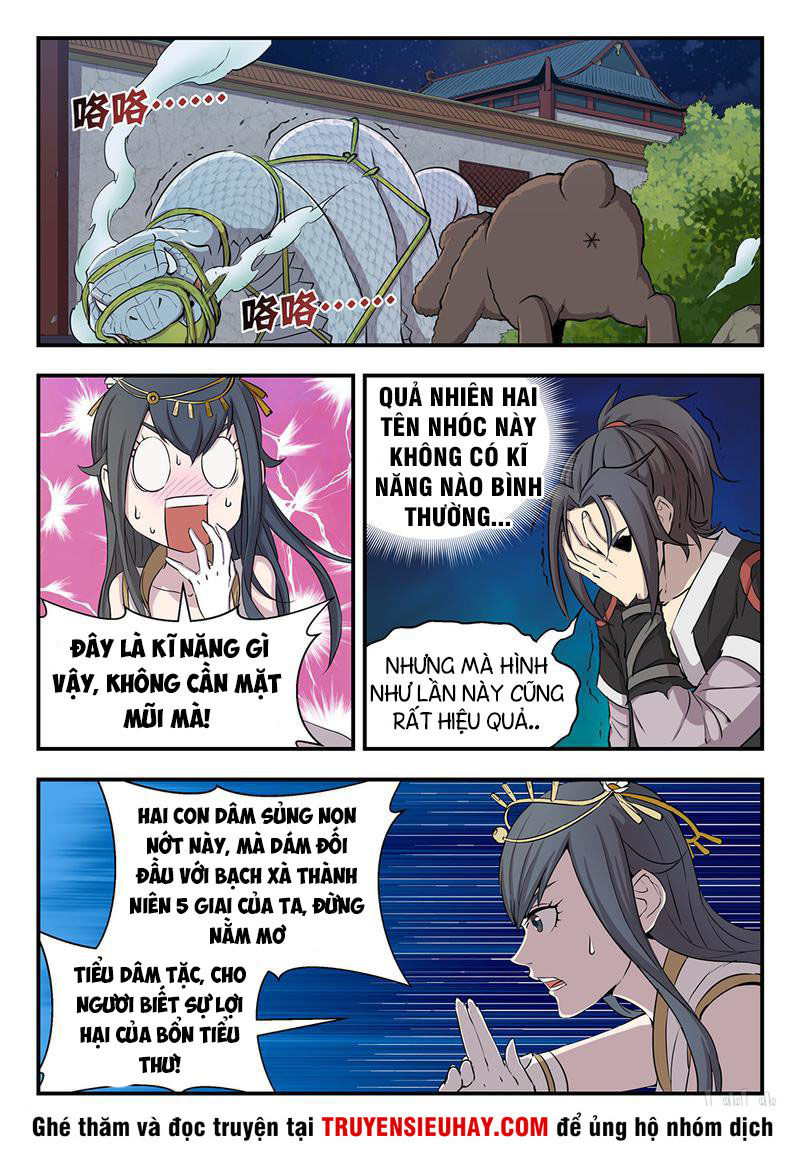 咯咯······
咯咯······
QUẢ NHIÊN HAI
TÊN NHÓC NÀY
KHÔNG CÓ KĨ
NĂNG NÀO BÌNH
THƯỜNG...
ĐÂY LÀ KĨ NĂNG GÌ
VẬY, KHÔNG CẦN MẶT
MŨI MÀ!
NHƯNG MÀ HÌNH
NHƯ LẦN NÀY CŨNG
RẤT HIỆU QUẢ..
HAI CON DÂM SỦNG NON
NỚT NÀY, MÀ DÁM ĐỐI
ĐẦU VỚI BẠCH XÀ THÀNH
NIÊN 5 GIAI CỦA TA, ĐỪNG
NẰM MƠ
TIỂU DÂM TẶC, CHO
NGƯƠI BIẾT SỰ LỢI
HẠI CỦA BỔN TIỂU
THƯ!
Ghé thăm và đọc truyện tại TRUYENSIEUHAY.COM để ủng hộ nhóm dịch